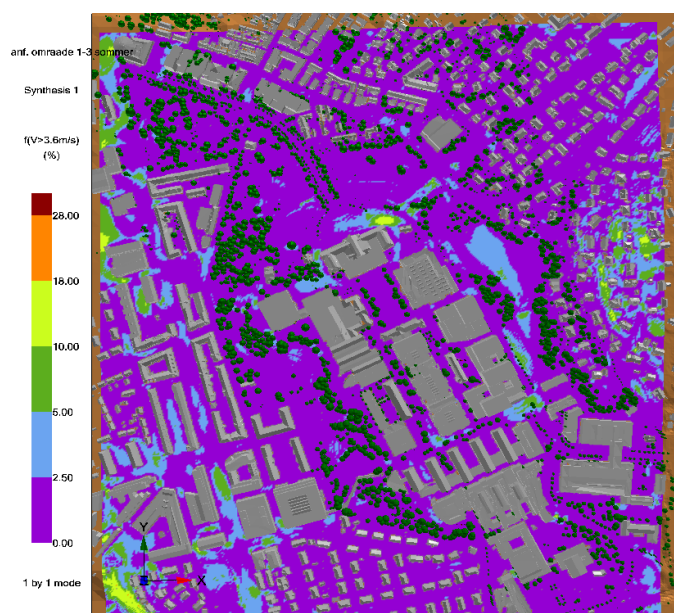 anf. omraade 1-3 sommer
Synthesis 1
f(V>3.6m/s)
(%)
28.00
18.00
10.00
5.00
2.50
0.00
Y
X
1 by 1 mode